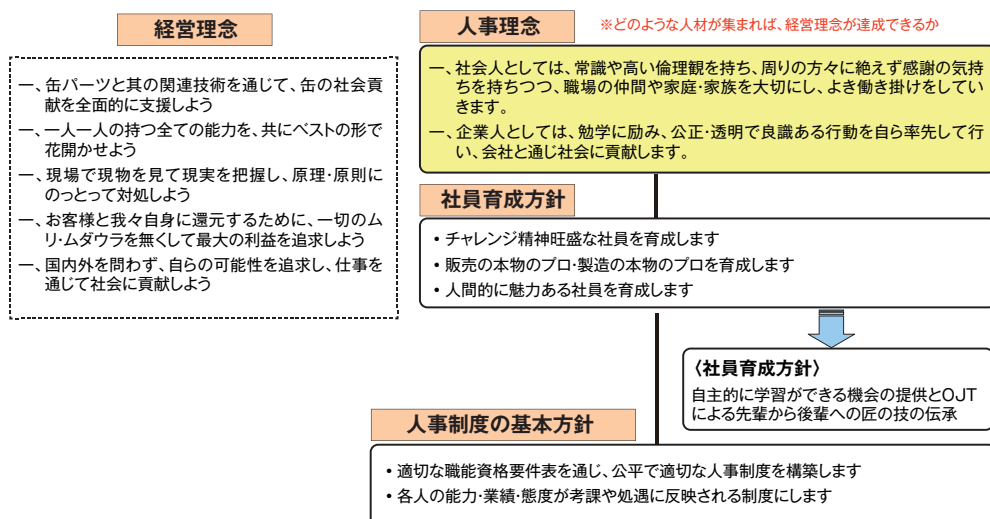 経営理念
一、缶パーツと其の関連技術を通じて、缶の社会貢
献を全面的に支援しよう
一、一人一人の持つ全ての能力を、共にベストの形で
花開かせよう
一、現場で現物を見て現実を把握し、原理・原則に
のっとって対処しよう
一、お客様と我々自身に還元するために、一切のム
リ・ムダウラを無くして最大の利益を追求しよう
一、国内外を問わず、自らの可能性を追求し、仕事を
通じて社会に貢献しよう
人事理念
※どのような人材が集まれば、経営理念が達成できるか
一、社会人としては、常識や高い倫理観を持ち、周りの方々に絶えず感謝の気持
ちを持ちつつ、職場の仲間や家庭・家族を大切にし、よき働き掛けをしてい
きます。
一、企業人としては、勉学に励み、公正・透明で良識ある行動を自ら率先して行
い、会社と通じ社会に貢献します。
社員育成方針
• チャレンジ精神旺盛な社員を育成します
• 販売の本物のプロ・製造の本物のプロを育成します
• 人間的に魅力ある社員を育成します
〈社員育成方針〉
自主的に学習ができる機会の提供とOJT
による先輩から後輩への匠の技の伝承
人事制度の基本方針
• 適切な職能資格要件表を通じ、公平で適切な人事制度を構築します
• 各人の能力・業績・態度が考課や処遇に反映される制度にします